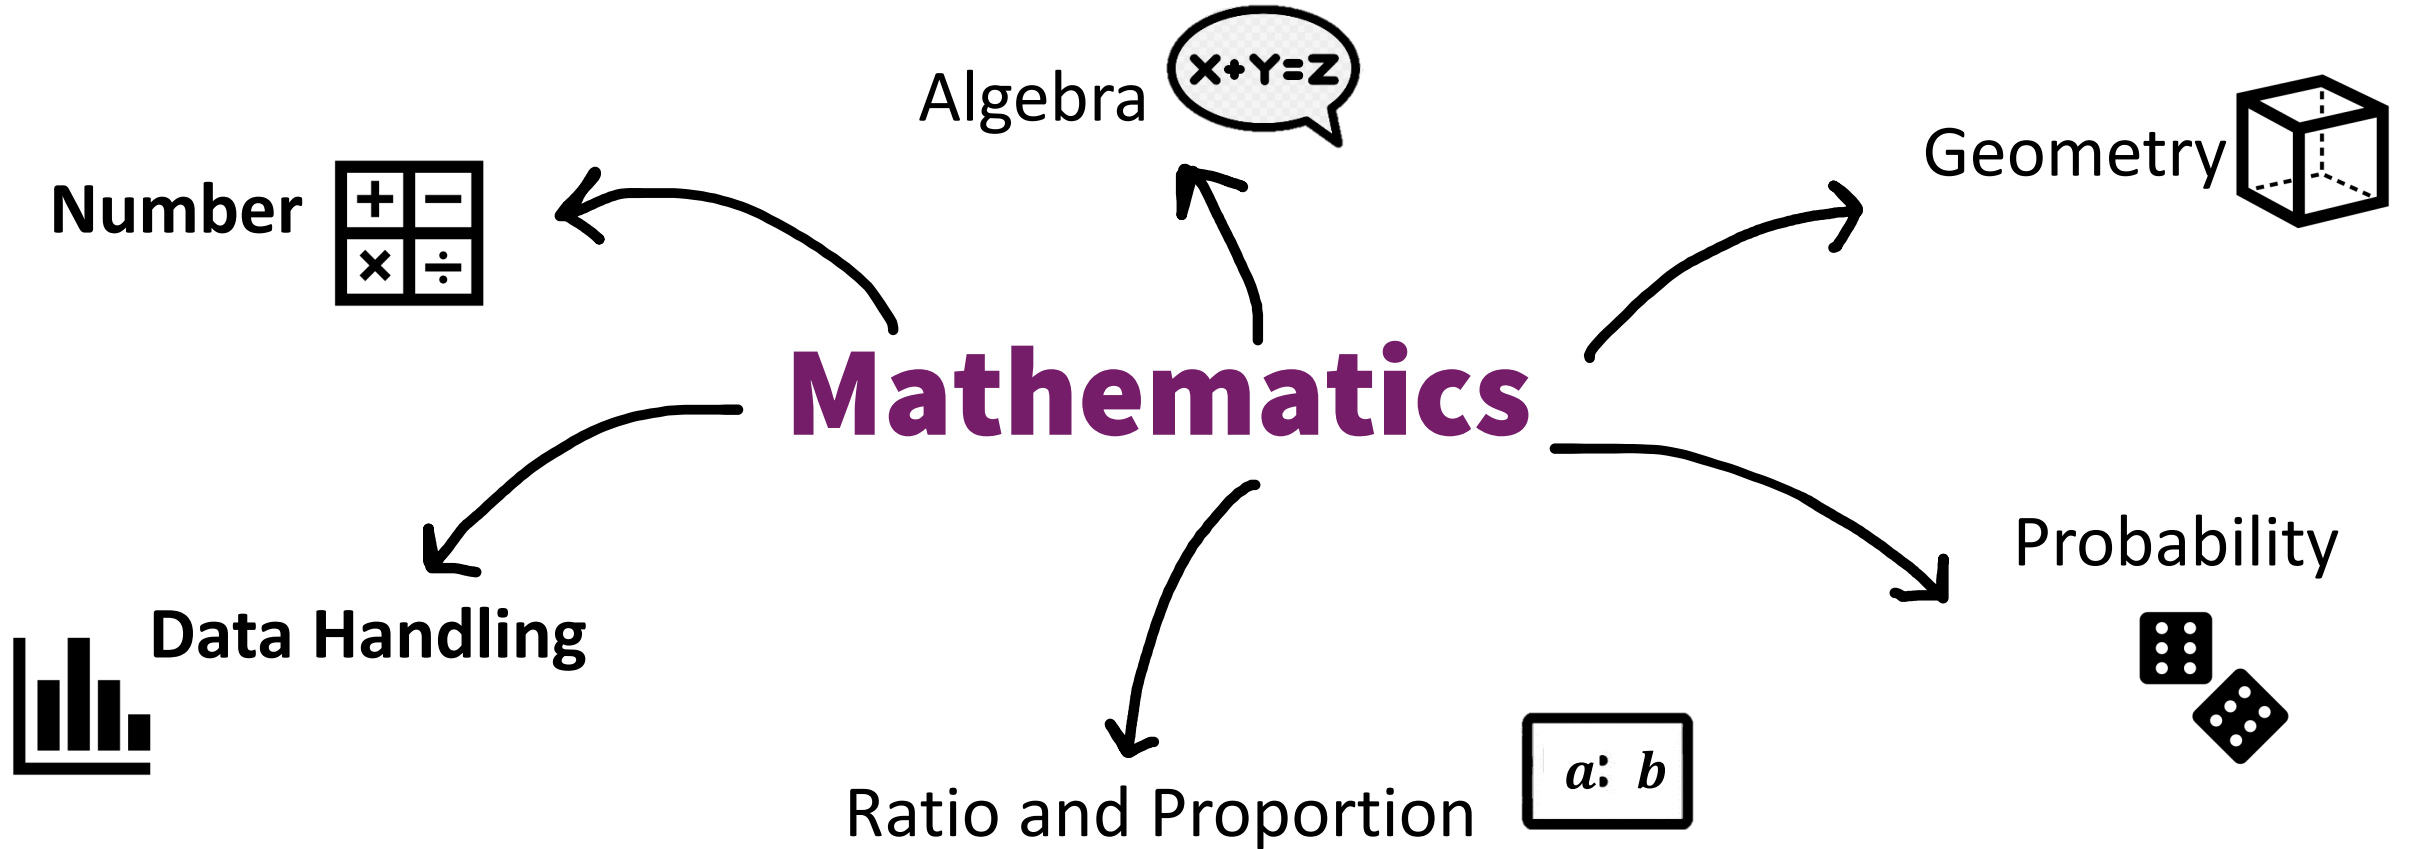 Algebra
X+Y=Z
Geometry
Number
+ −
× ÷
Mathematics
Probability
Data Handling
a: b
Ratio and Proportion